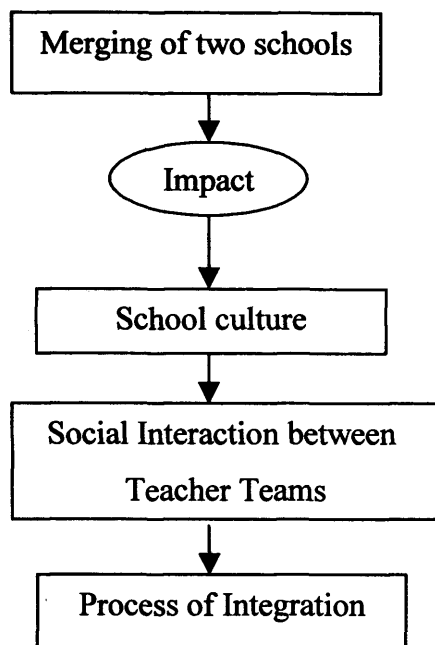 Merging of two schools
Impact
School culture
Social Interaction between
Teacher Teams
Process of Integration